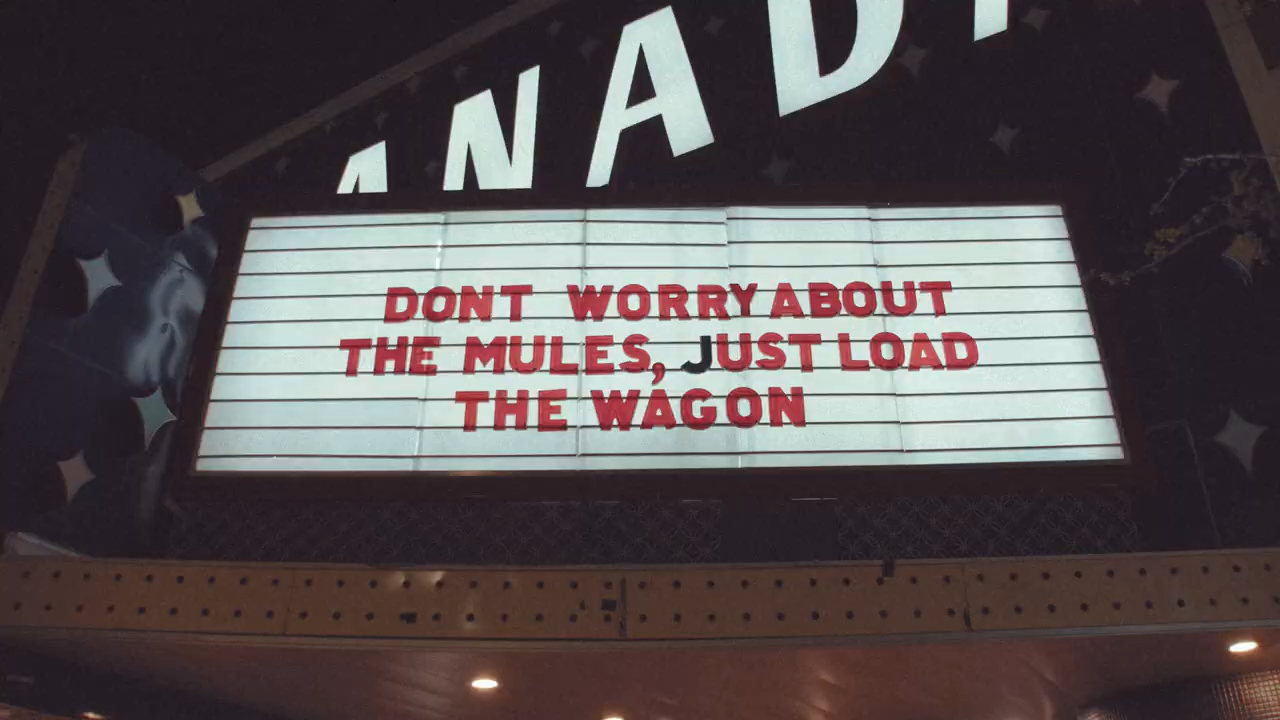 ANAD
DONT WORRY ABOUT
THE MULES, JUST LOAD
THE WAGON